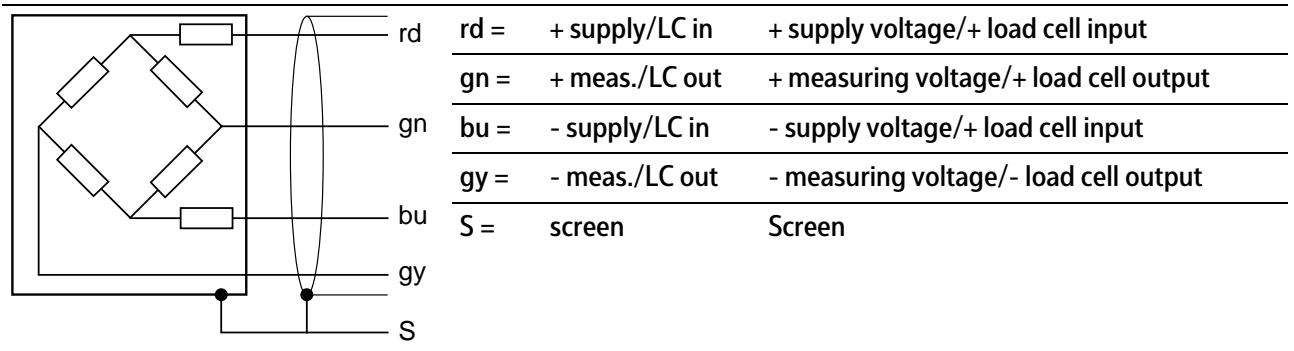 rd
gn
bu
gy
S
rd = + supply/LC in + supply voltage/+ load cell input
gn = + meas./LC out + measuring voltage/+ load cell output
bu = - supply/LC in - supply voltage/+ load cell input
gy = - meas./LC out - measuring voltage/- load cell output
S = screen Screen